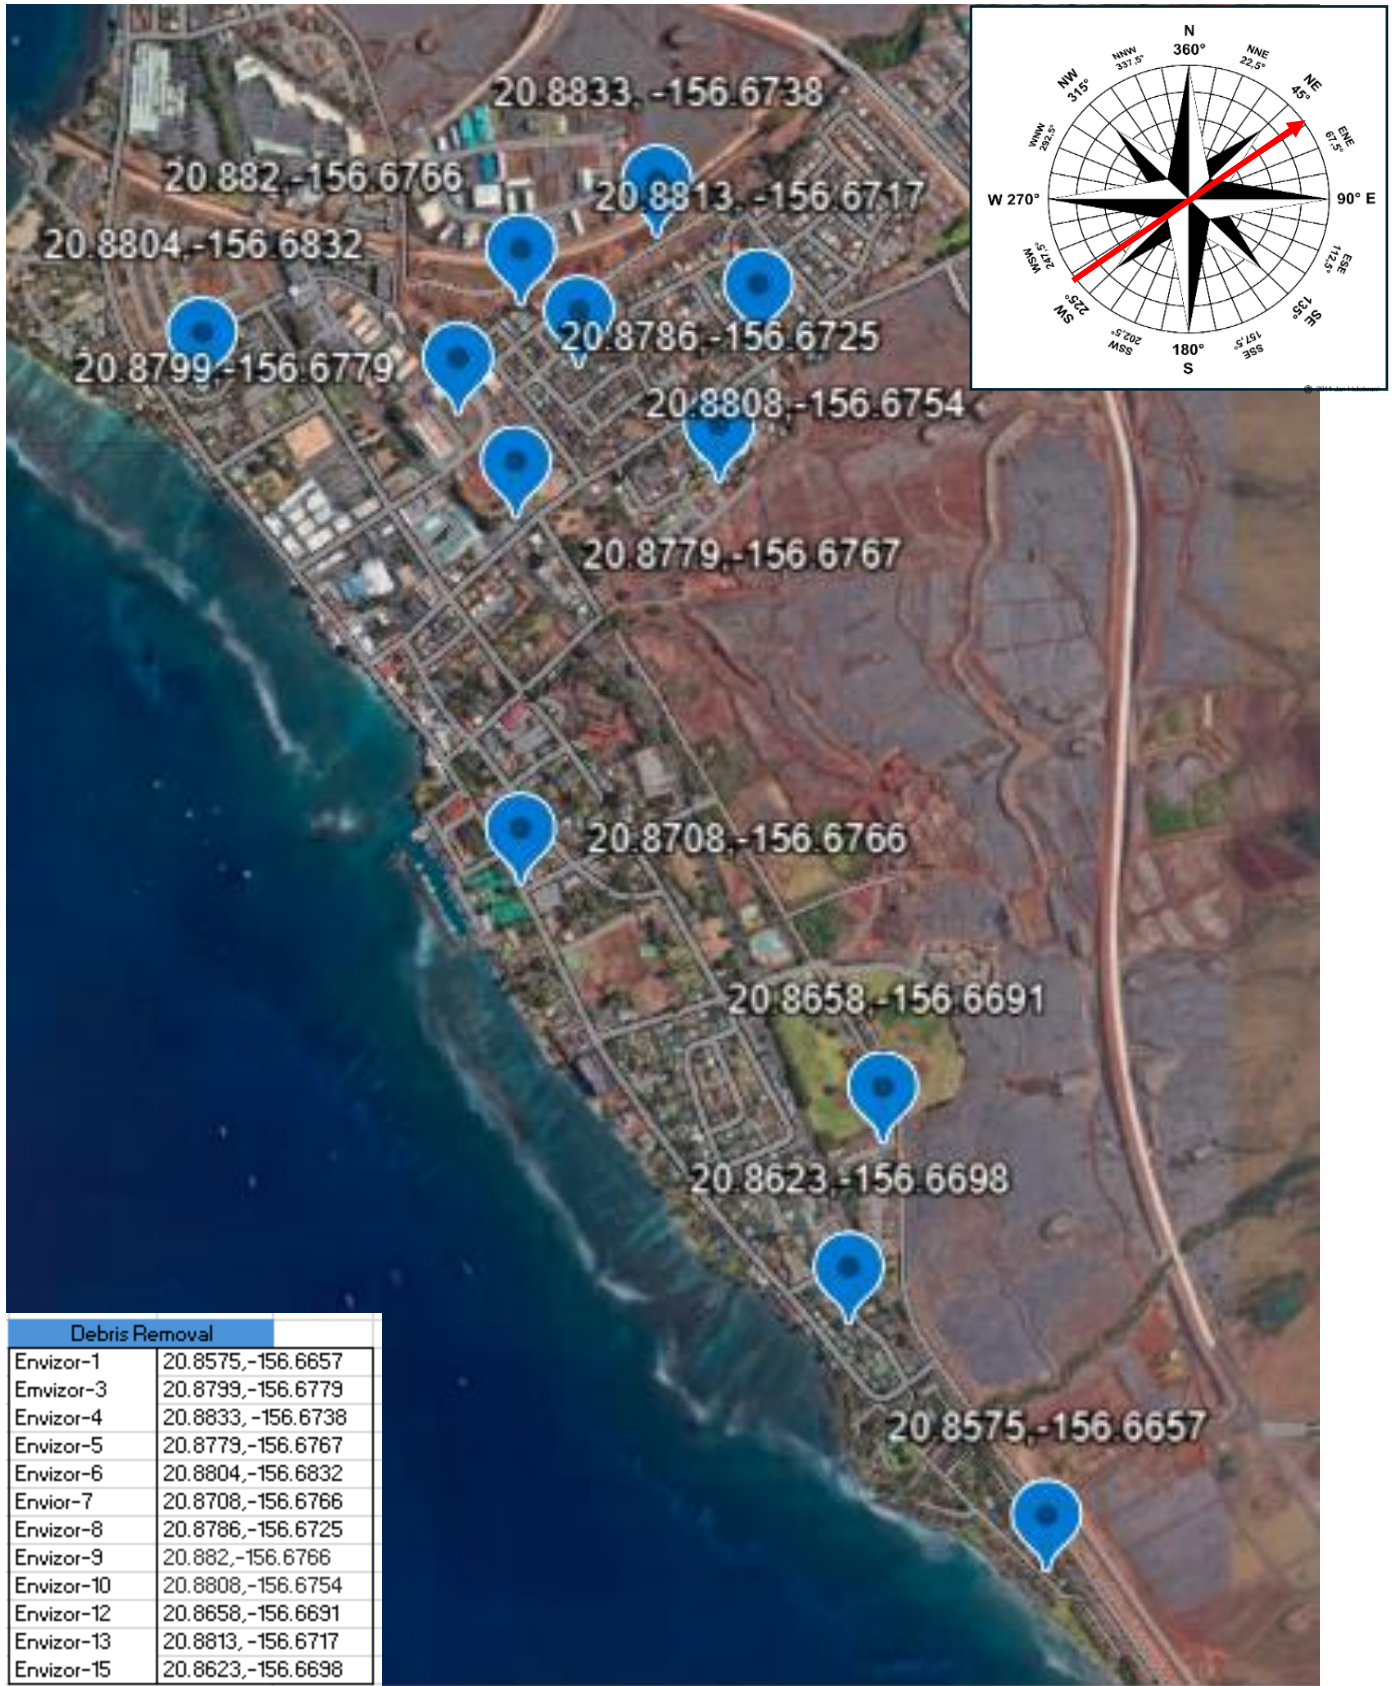 N
360°
NNW
337,5°
NNE
22,5°
NW
315°
NE
45°
WNW
292,5°
ENE
67,5°
W 270°
90° E
WSW
247,5°
ESE
112,5°
SW
225°
SE
135°
SSW
202,5°
SSE
157,5°
180°
S
20.8833, -156.6738
20.882,-156.6766
20.8813, -156.6717
20.8804,-156.6832
20.8786,-156.6725
20.8799,-156.6779
20.8808,-156.6754
20.8779,-156.6767
20.8708,-156.6766
20.8658,-156.6691
20.8623,-156.6698
20.8575,-156.6657
Debris Removal
Envizor-1 20.8575,-156.6657
Emvizor-3 20.8799,-156.6779
Envizor-4 20.8833, -156.6738
Envizor-5 20.8779,-156.6767
Envizor-6 20.8804,-156.6832
Envior-7 20.8708,-156.6766
Envizor-8 20.8786,-156.6725
Envizor-9 20.882,-156.6766
Envizor-10 20.8808,-156.6754
Envizor-12 20.8658,-156.6691
Envizor-13 20.8813, -156.6717
Envizor-15 20.8623,-156.6698